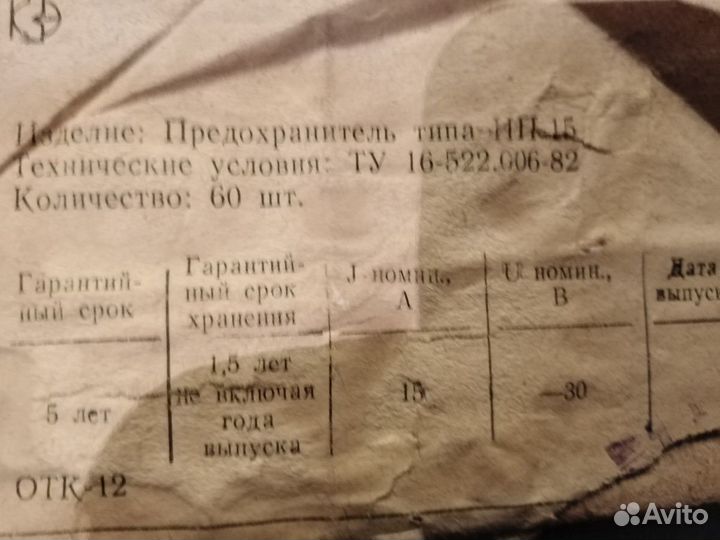 КЭ
Изделие: Предохранитель типа ИП-15
Технические условия: ТУ 16-522.006-82
Количество: 60 шт.
Гарантий-
ный срок
Гарантий-
ный срок
хранения
J номин.,
А
U номин.,
В
Дата
выпуск
5 лет
1,5 лет
не включая
года
выпуска
15
—30
ОТК-12
Avito